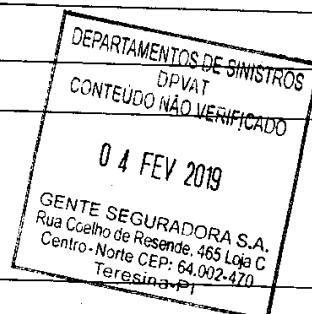 DEPARTAMENTOS DE SINISTROS
DPVAT
CONTEÚDO NÃO VERIFICADO
04 FEV 2019
GENTE SEGURADORA S.A.
Rua Coelho de Resende, 465 Loja C
Centro-Norte CEP: 64.002-470
Teresina-PI